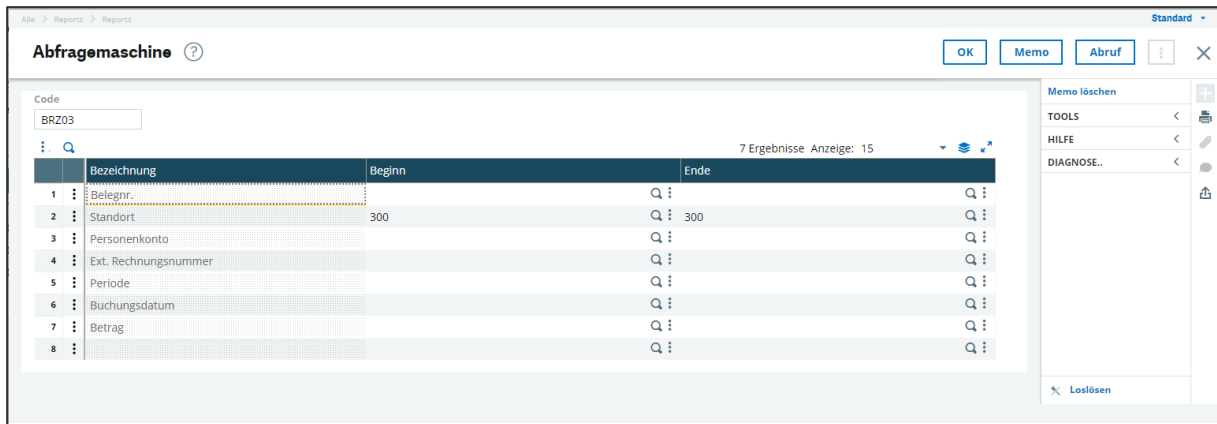 Alle > Reports > Reports
Standard
Abfragemaschine ?
OK Memo Abruf
Code
BRZ03
7 Ergebnisse Anzeige: 15
Bezeichnung Beginn Ende
1 Belegnr.
2 Standort 300 300
3 Personenkonto
4 Ext. Rechnungsnummer
5 Periode
6 Buchungsdatum
7 Betrag
8
Memo löschen
TOOLS
HILFE
DIAGNOSE..
Loslösen